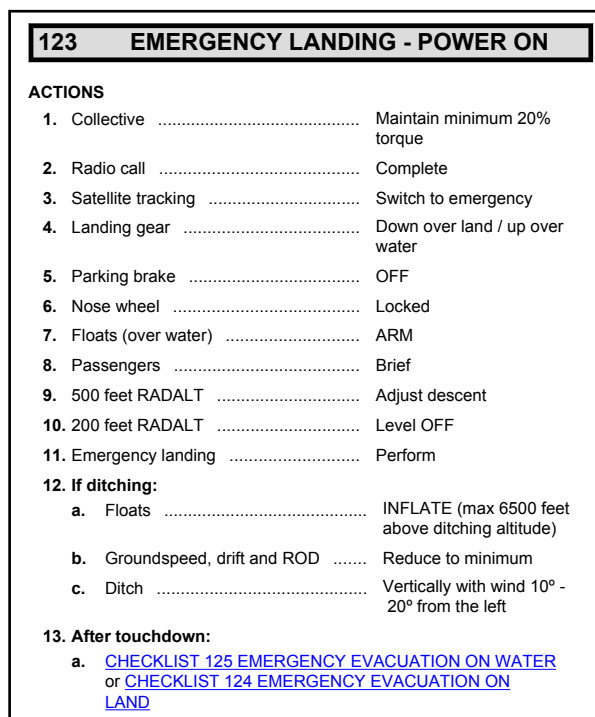 123 EMERGENCY LANDING - POWER ON
ACTIONS
1. Collective ........................................ Maintain minimum 20%
torque
2. Radio call ........................................ Complete
3. Satellite tracking .............................. Switch to emergency
4. Landing gear ................................... Down over land / up over
water
5. Parking brake .................................. OFF
6. Nose wheel ..................................... Locked
7. Floats (over water) ........................... ARM
8. Passengers ..................................... Brief
9. 500 feet RADALT ............................ Adjust descent
10. 200 feet RADALT ............................ Level OFF
11. Emergency landing .......................... Perform
12. If ditching:
a. Floats ........................................ INFLATE (max 6500 feet
above ditching altitude)
b. Groundspeed, drift and ROD ....... Reduce to minimum
c. Ditch .......................................... Vertically with wind 10º -
20º from the left
13. After touchdown:
a. CHECKLIST 125 EMERGENCY EVACUATION ON WATER
or CHECKLIST 124 EMERGENCY EVACUATION ON
LAND